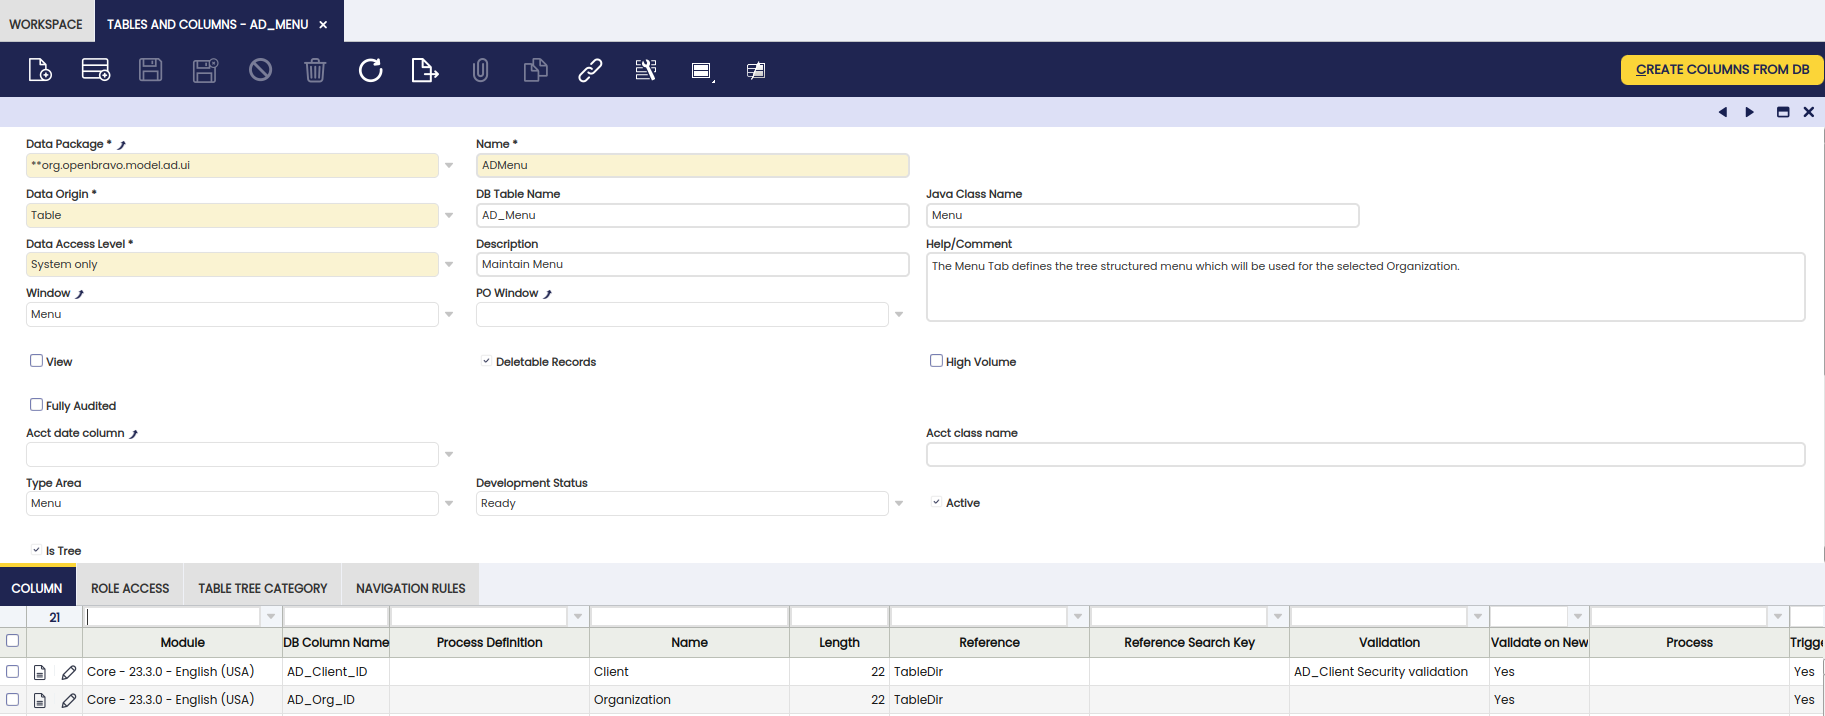 WORKSPACE
TABLES AND COLUMNS - AD_MENU ×
CREATE COLUMNS FROM DB
Data Package *
Name *
**org.openbravo.model.ad.ui
ADMenu
Data Origin *
DB Table Name
Java Class Name
Table
AD_Menu
Menu
Data Access Level *
Description
Help/Comment
System only
Maintain Menu
The Menu Tab defines the tree structured menu which will be used for the selected Organization.
Window
PO Window
Menu
View
Deletable Records
High Volume
Fully Audited
Acct date column
Acct class name
Type Area
Development Status
Menu
Ready
Active
Is Tree
COLUMN ROLE ACCESS TABLE TREE CATEGORY NAVIGATION RULES
21
Module DB Column Name Process Definition Name Length Reference Reference Search Key Validation Validate on New Process Trigge
Core - 23.3.0 - English (USA) AD_Client_ID Client 22 TableDir AD_Client Security validation Yes Yes
Core - 23.3.0 - English (USA) AD_Org_ID Organization 22 TableDir Yes Yes